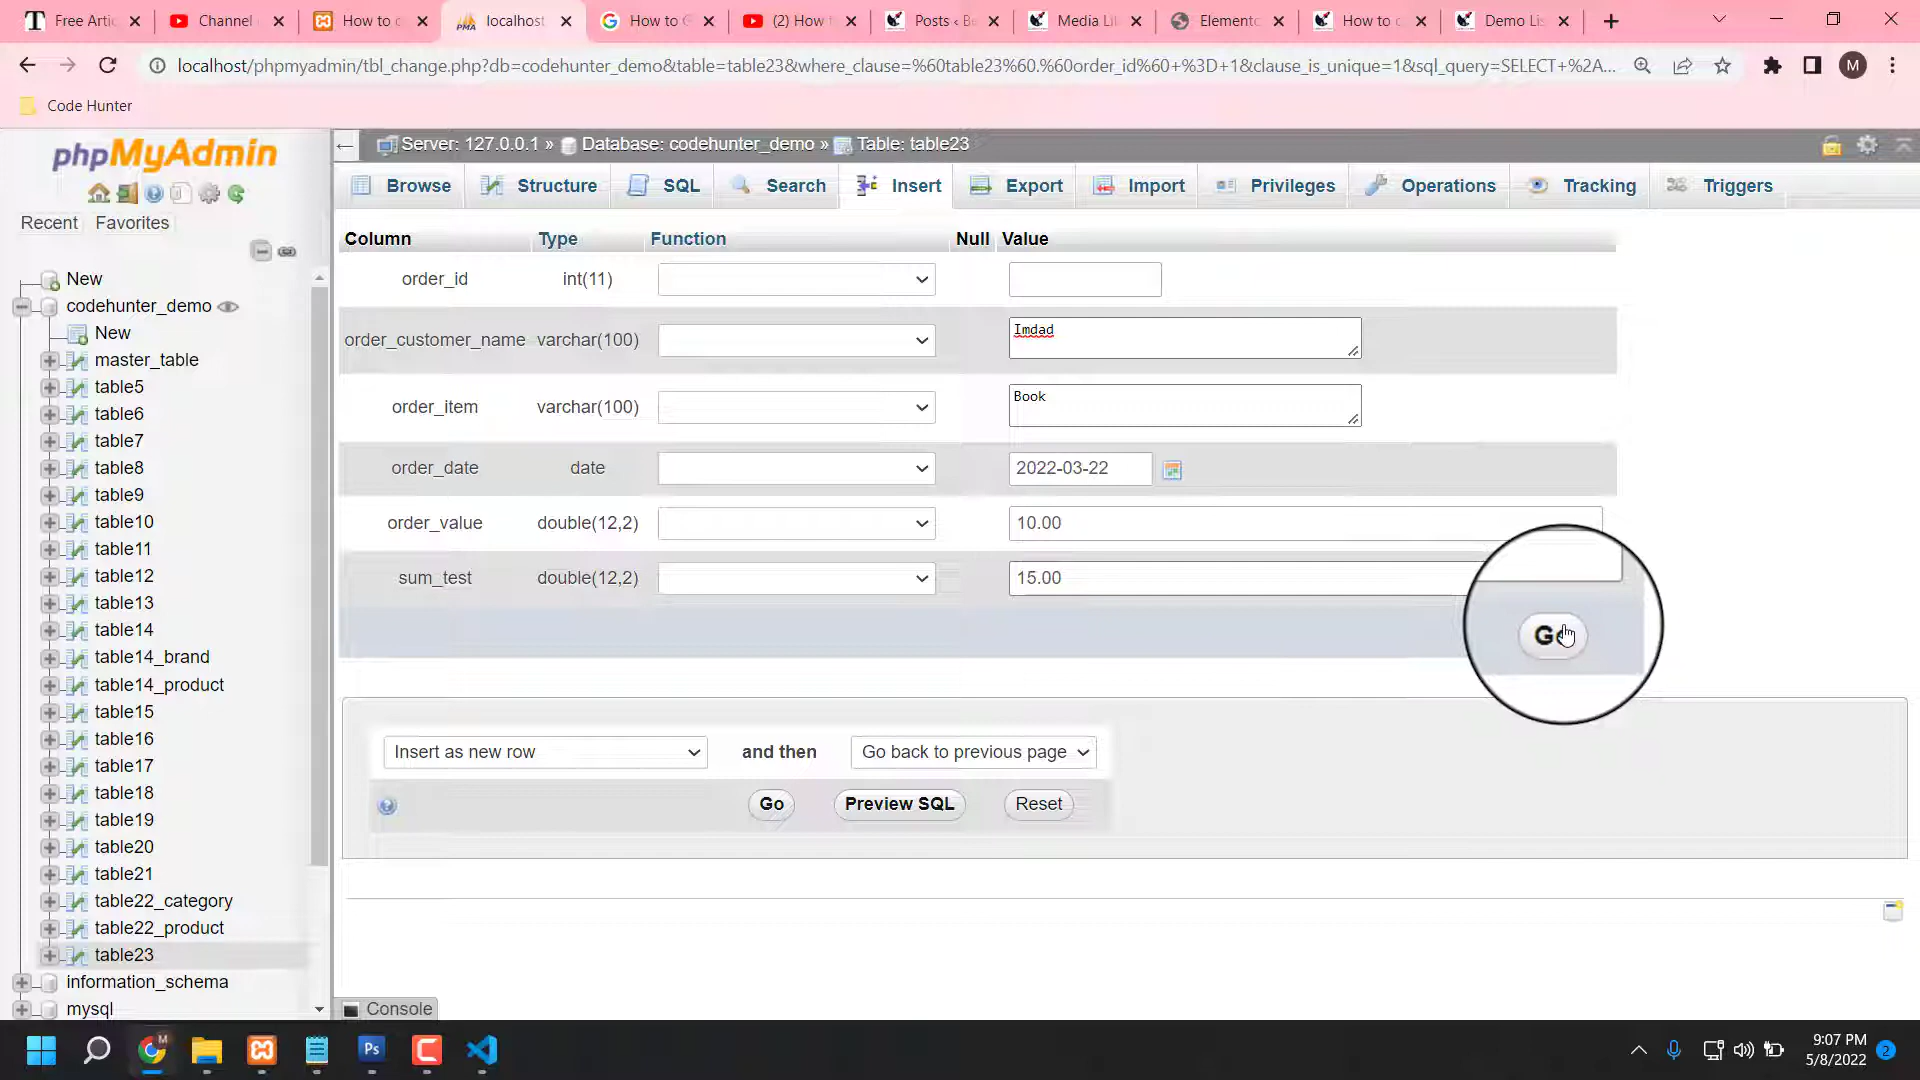 Free Artic
Channel
How to c
localhost
How to G
(2) How t
Posts ‹ Be
Media Li
Elemento
How to c
Demo Lis
localhost/phpmyadmin/tbl_change.php?db=codehunter_demo&table=table23&where_clause=%60table23%60.%60order_id%60+%3D+1&clause_is_unique=1&sql_query=SELECT+%2A...
M
Code Hunter
phpMyAdmin
Server: 127.0.0.1 » Database: codehunter_demo » Table: table23
Browse Structure SQL Search Insert Export Import Privileges Operations Tracking Triggers
Recent Favorites
Column Type Function Null Value
order_id int(11)
order_customer_name varchar(100) Imdad
order_item varchar(100) Book
order_date date 2022-03-22
order_value double(12,2) 10.00
sum_test double(12,2) 15.00
Go
Insert as new row and then Go back to previous page
Go Preview SQL Reset
New
codehunter_demo
New
master_table
table5
table6
table7
table8
table9
table10
table11
table12
table13
table14
table14_brand
table14_product
table15
table16
table17
table18
table19
table20
table21
table22_category
table22_product
table23
information_schema
mysql
Console
9:07 PM
5/8/2022
2